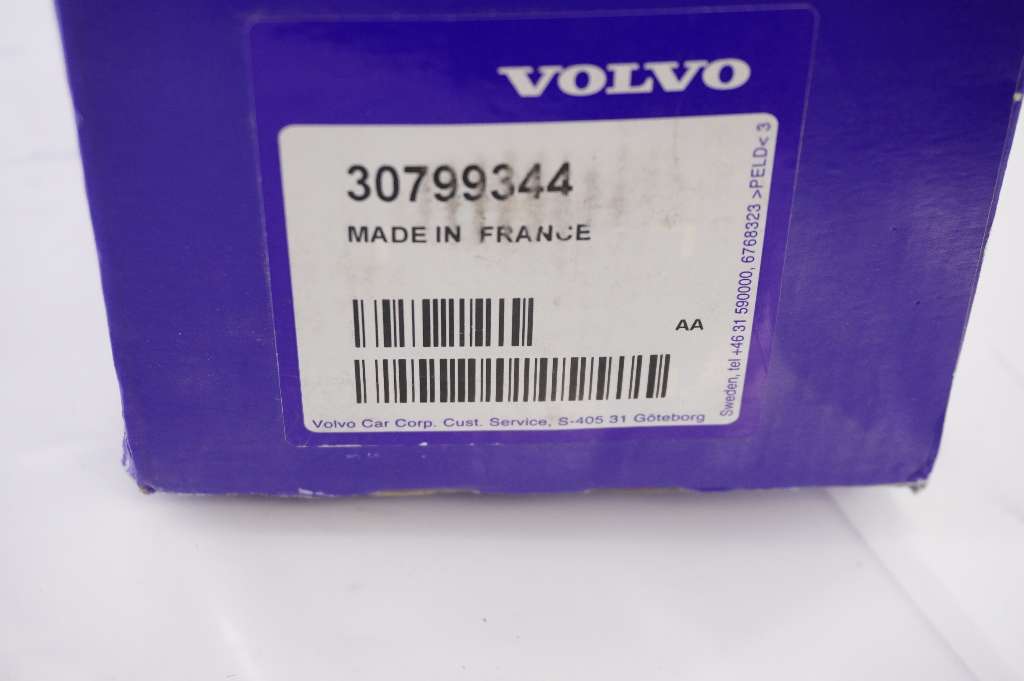 VOLVO
30799344
MADE IN FRANCE
AA
Volvo Car Corp. Cust. Service, S-405 31 Göteborg
Sweden, tel +46 31 590000, 6768323 >PELD< 3